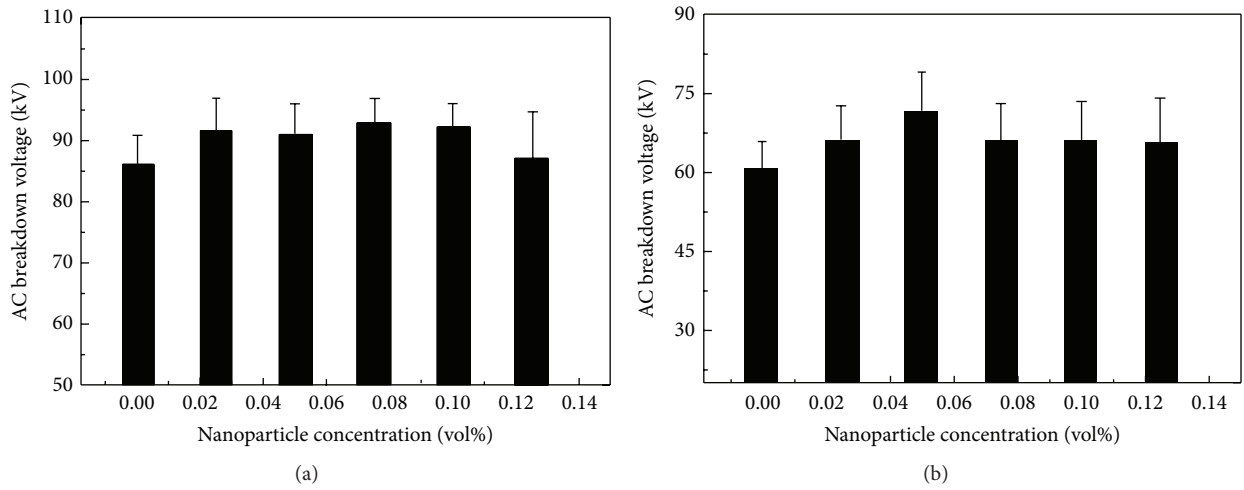 110
100
90
80
70
60
50
AC breakdown voltage (kV)
0.00 0.02 0.04 0.06 0.08 0.10 0.12 0.14
Nanoparticle concentration (vol%)
(a)
90
75
60
45
30
AC breakdown voltage (kV)
0.00 0.02 0.04 0.06 0.08 0.10 0.12 0.14
Nanoparticle concentration (vol%)
(b)